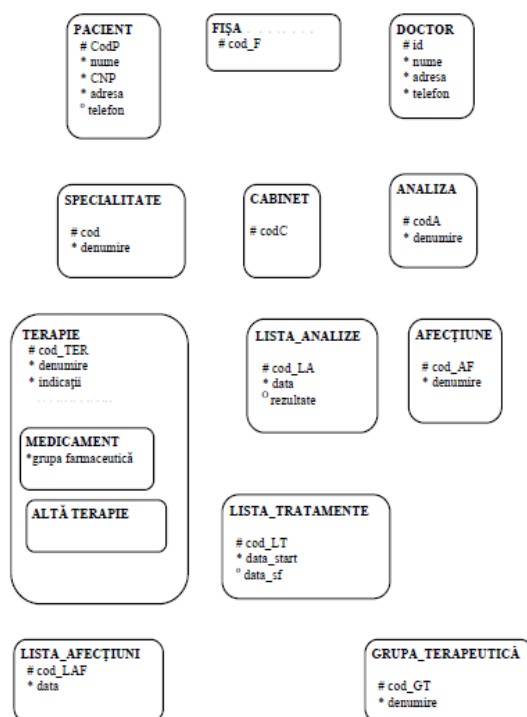 PACIENT
# CodP
* nume
* CNP
* adresa
o telefon
FIȘA
# cod_F
DOCTOR
# id
* nume
* adresa
* telefon
SPECIALITATE
# cod
* denumire
CABINET
# codC
ANALIZA
# codA
* denumire
TERAPIE
# cod_TER
* denumire
* indicații
MEDICAMENT
*grupa farmaceutică
ALTĂ TERAPIE
LISTA_ANALIZE
# cod_LA
* data
O rezultate
AFECȚIUNE
# cod_AF
* denumire
LISTA_TRATAMENTE
# cod_LT
* data_start
o data_sf
LISTA_AFECȚIUNI
# cod_LAF
* data
GRUPA_TERAPEUTICĂ
# cod_GT
* denumire